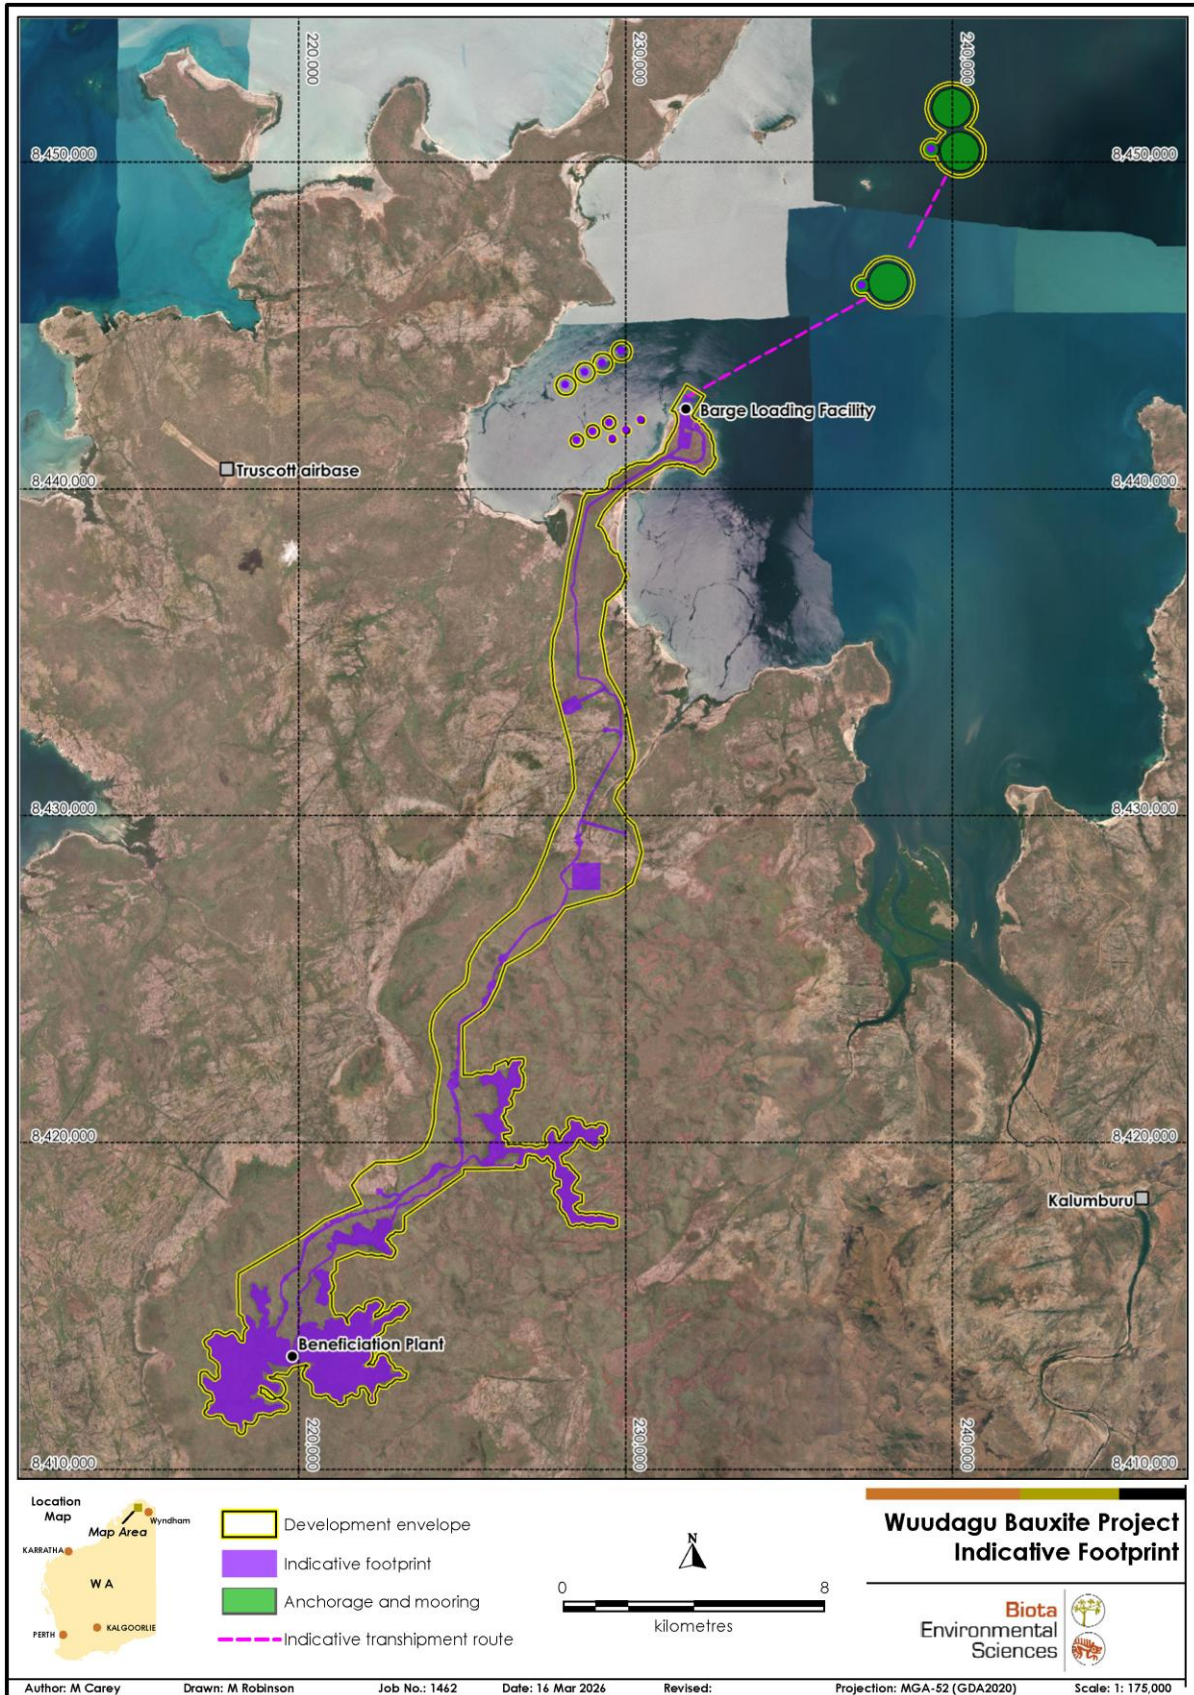 220,000
230,000
240,000
8,450,000
8,450,000
Barge Loading Facility
Truscott airbase
8,440,000
8,440,000
8,430,000
8,430,000
8,420,000
8,420,000
Kalumburu
Beneficiation Plant
220,000
230,000
240,000
8,410,000
8,410,000
Location
Map
Map Area
Wyndham
KARRATHA
W A
KALGOORLIE
PERTH
Development envelope
Indicative footprint
Anchorage and mooring
Indicative transhipment route
N
0 8
kilometres
Wuudagu Bauxite Project
Indicative Footprint
Biota
Environmental
Sciences
Author: M Carey Drawn: M Robinson Job No.: 1462 Date: 16 Mar 2026 Revised: Projection: MGA-52 (GDA2020) Scale: 1: 175,000